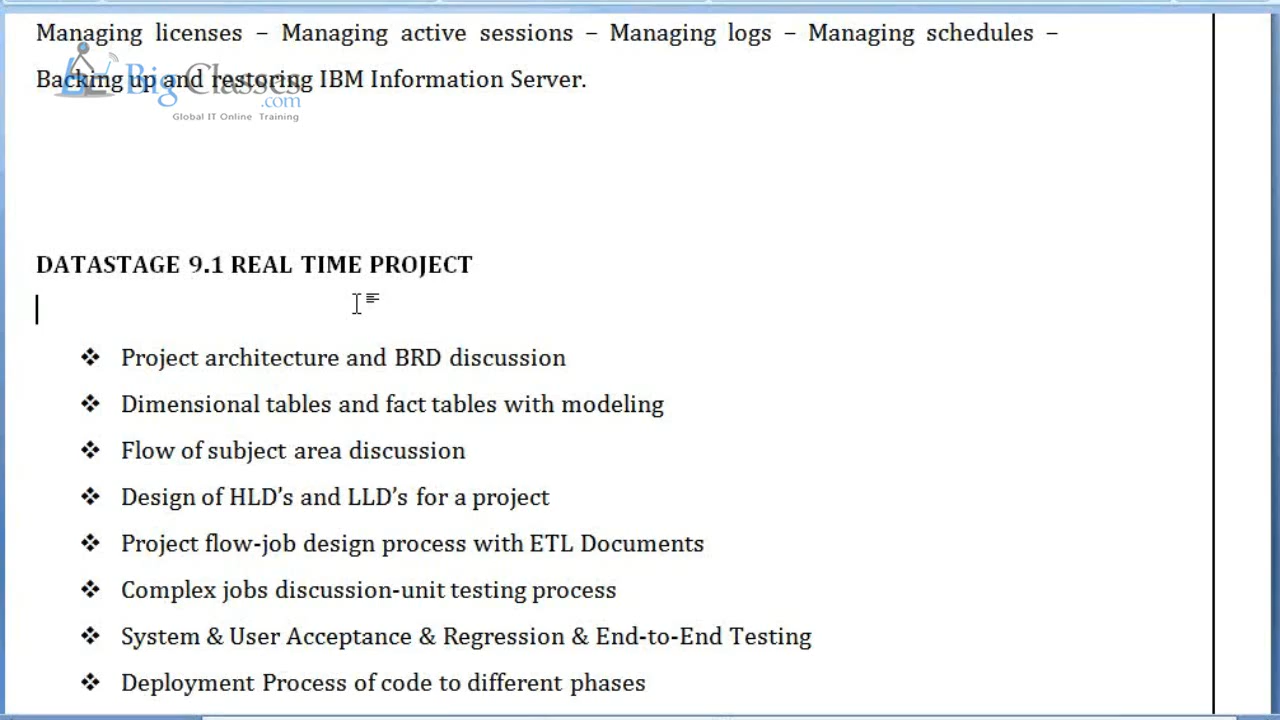 Managing licenses – Managing active sessions – Managing logs – Managing schedules –
Backing up and restoring IBM Information Server.
Big Classes
.com
Global IT Online Training
DATASTAGE 9.1 REAL TIME PROJECT
❖ Project architecture and BRD discussion
❖ Dimensional tables and fact tables with modeling
❖ Flow of subject area discussion
❖ Design of HLD’s and LLD’s for a project
❖ Project flow-job design process with ETL Documents
❖ Complex jobs discussion-unit testing process
❖ System & User Acceptance & Regression & End-to-End Testing
❖ Deployment Process of code to different phases